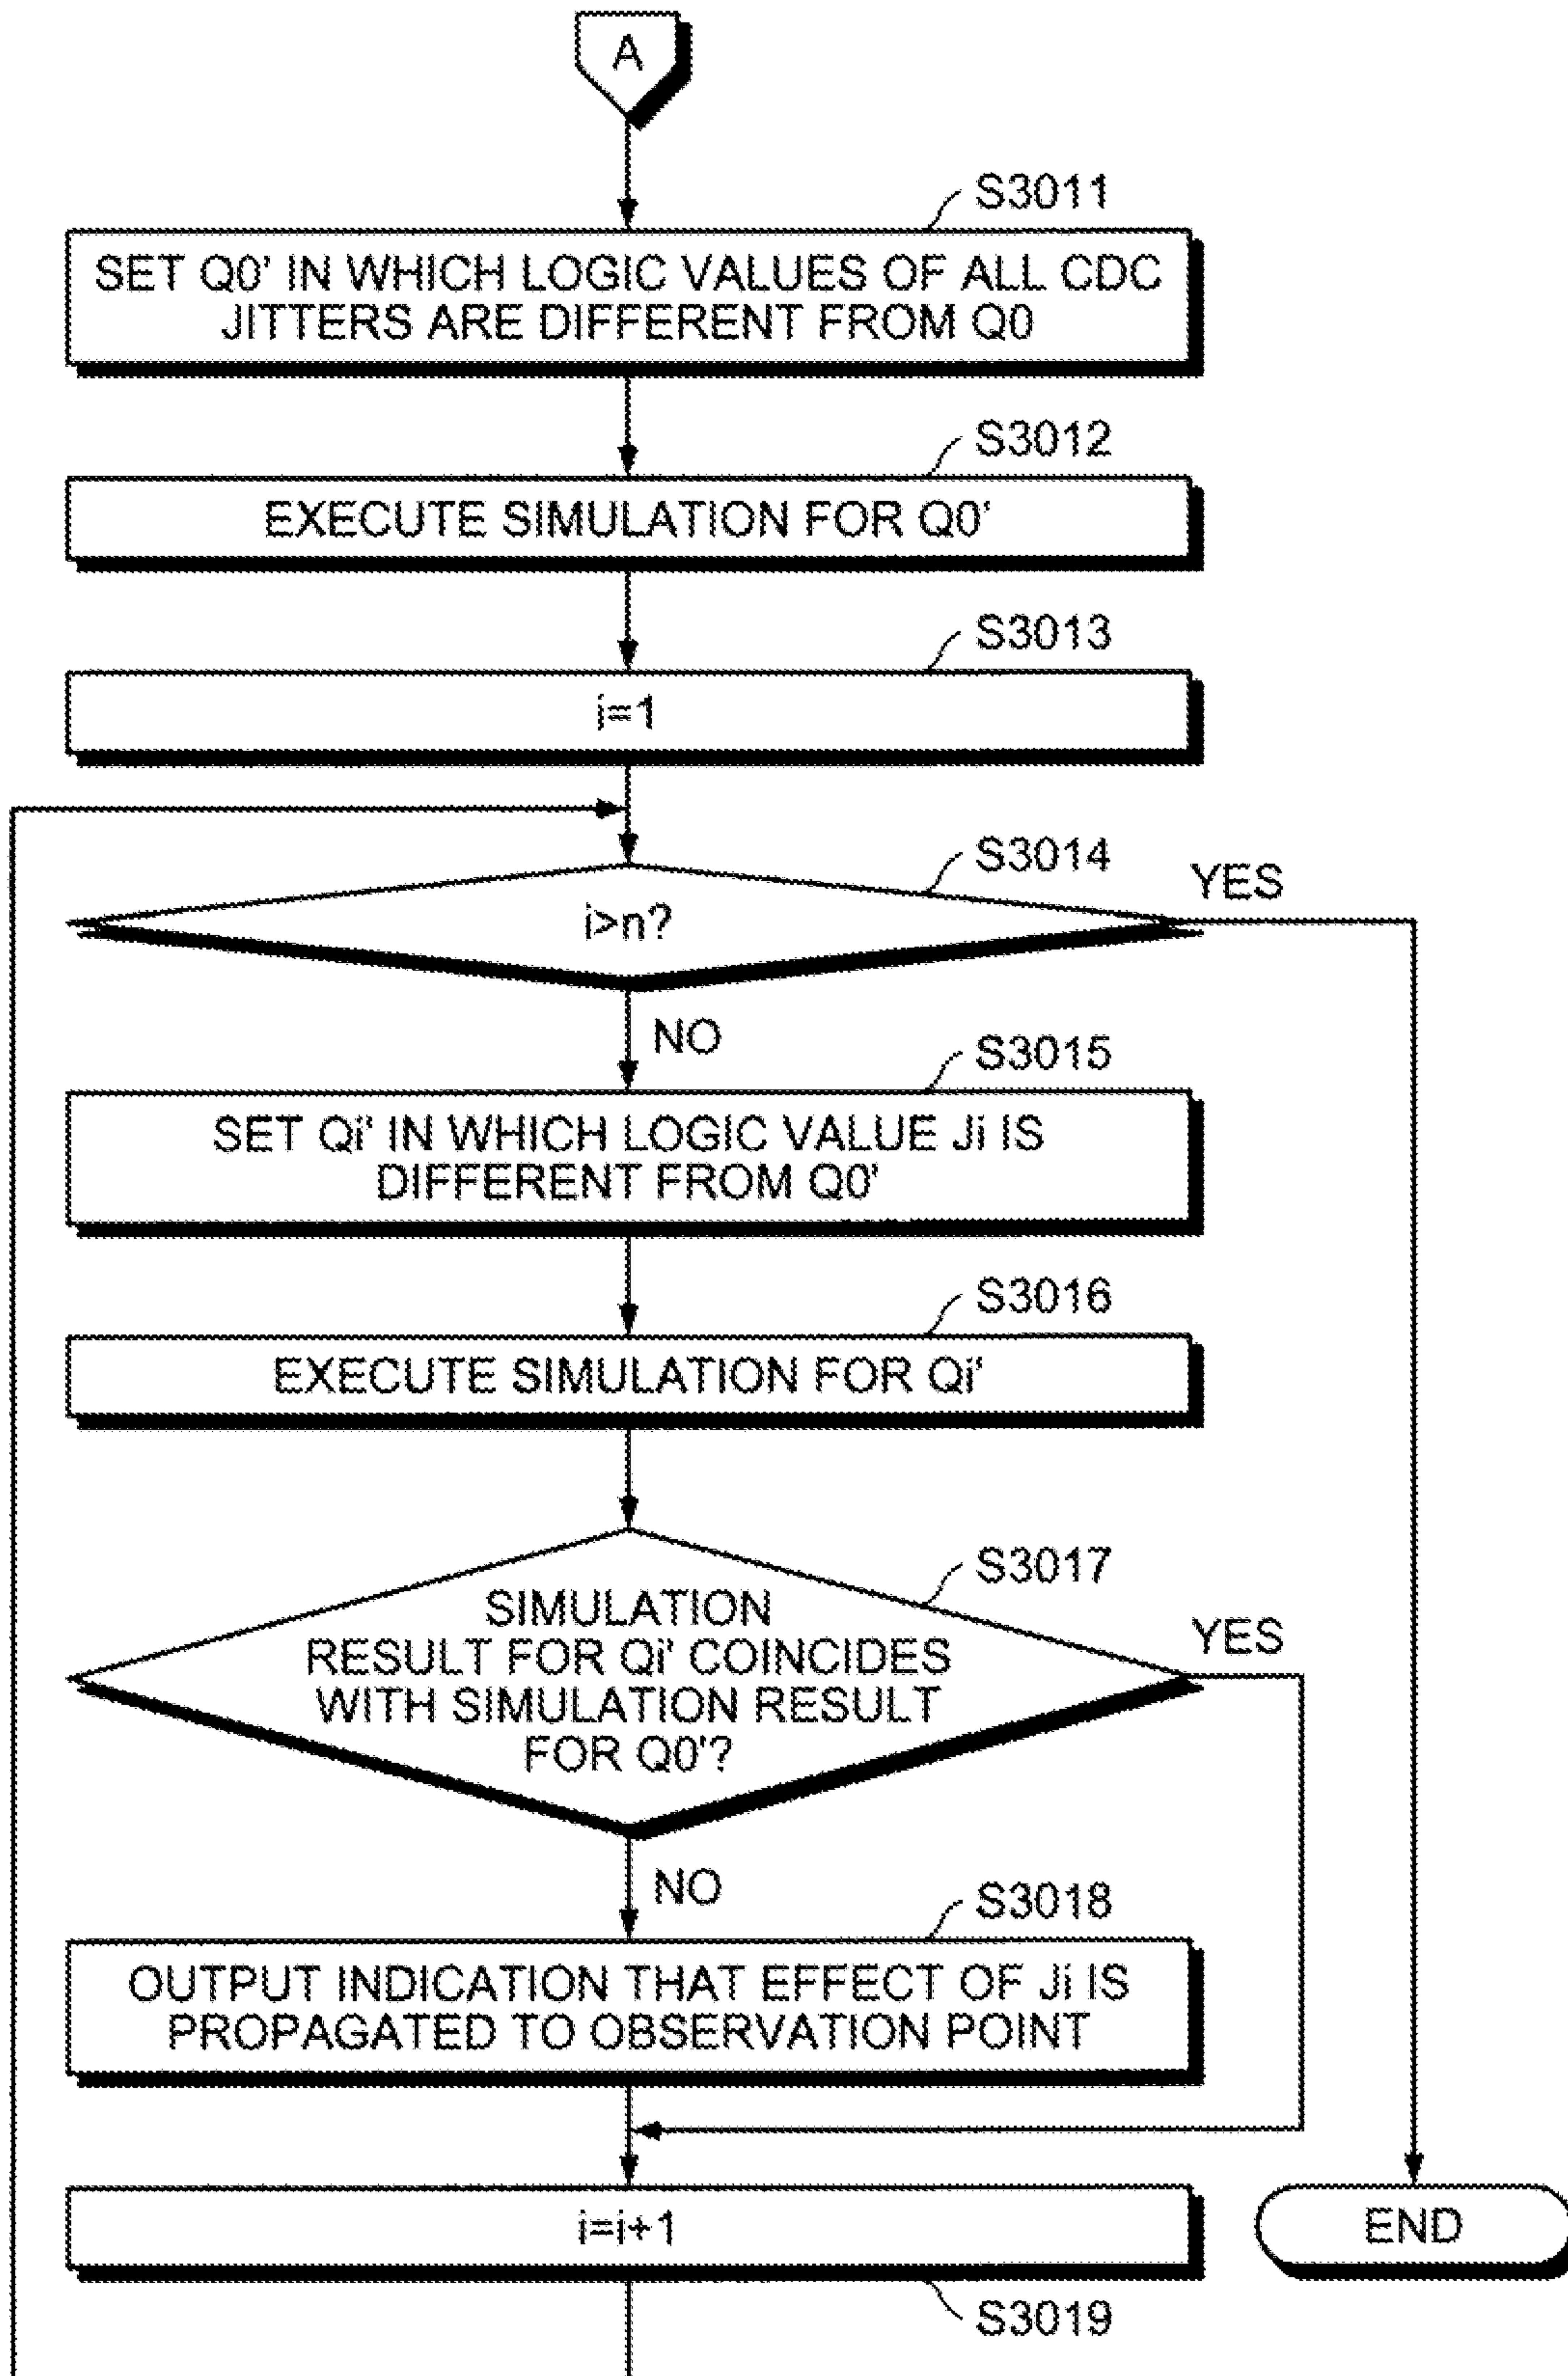 A
S3011
SET Q0' IN WHICH LOGIC VALUES OF ALL CDC
JITTERS ARE DIFFERENT FROM Q0
S3012
EXECUTE SIMULATION FOR Q0'
S3013
i=1
S3014
YES
i>n?
NO
S3015
SET Qi' IN WHICH LOGIC VALUE Ji IS
DIFFERENT FROM Q0'
S3016
EXECUTE SIMULATION FOR Qi'
S3017
SIMULATION
YES
RESULT FOR Qi' COINCIDES
WITH SIMULATION RESULT
FOR Q0'?
NO
S3018
OUTPUT INDICATION THAT EFFECT OF Ji IS
PROPAGATED TO OBSERVATION POINT
i=i+1
END
S3019